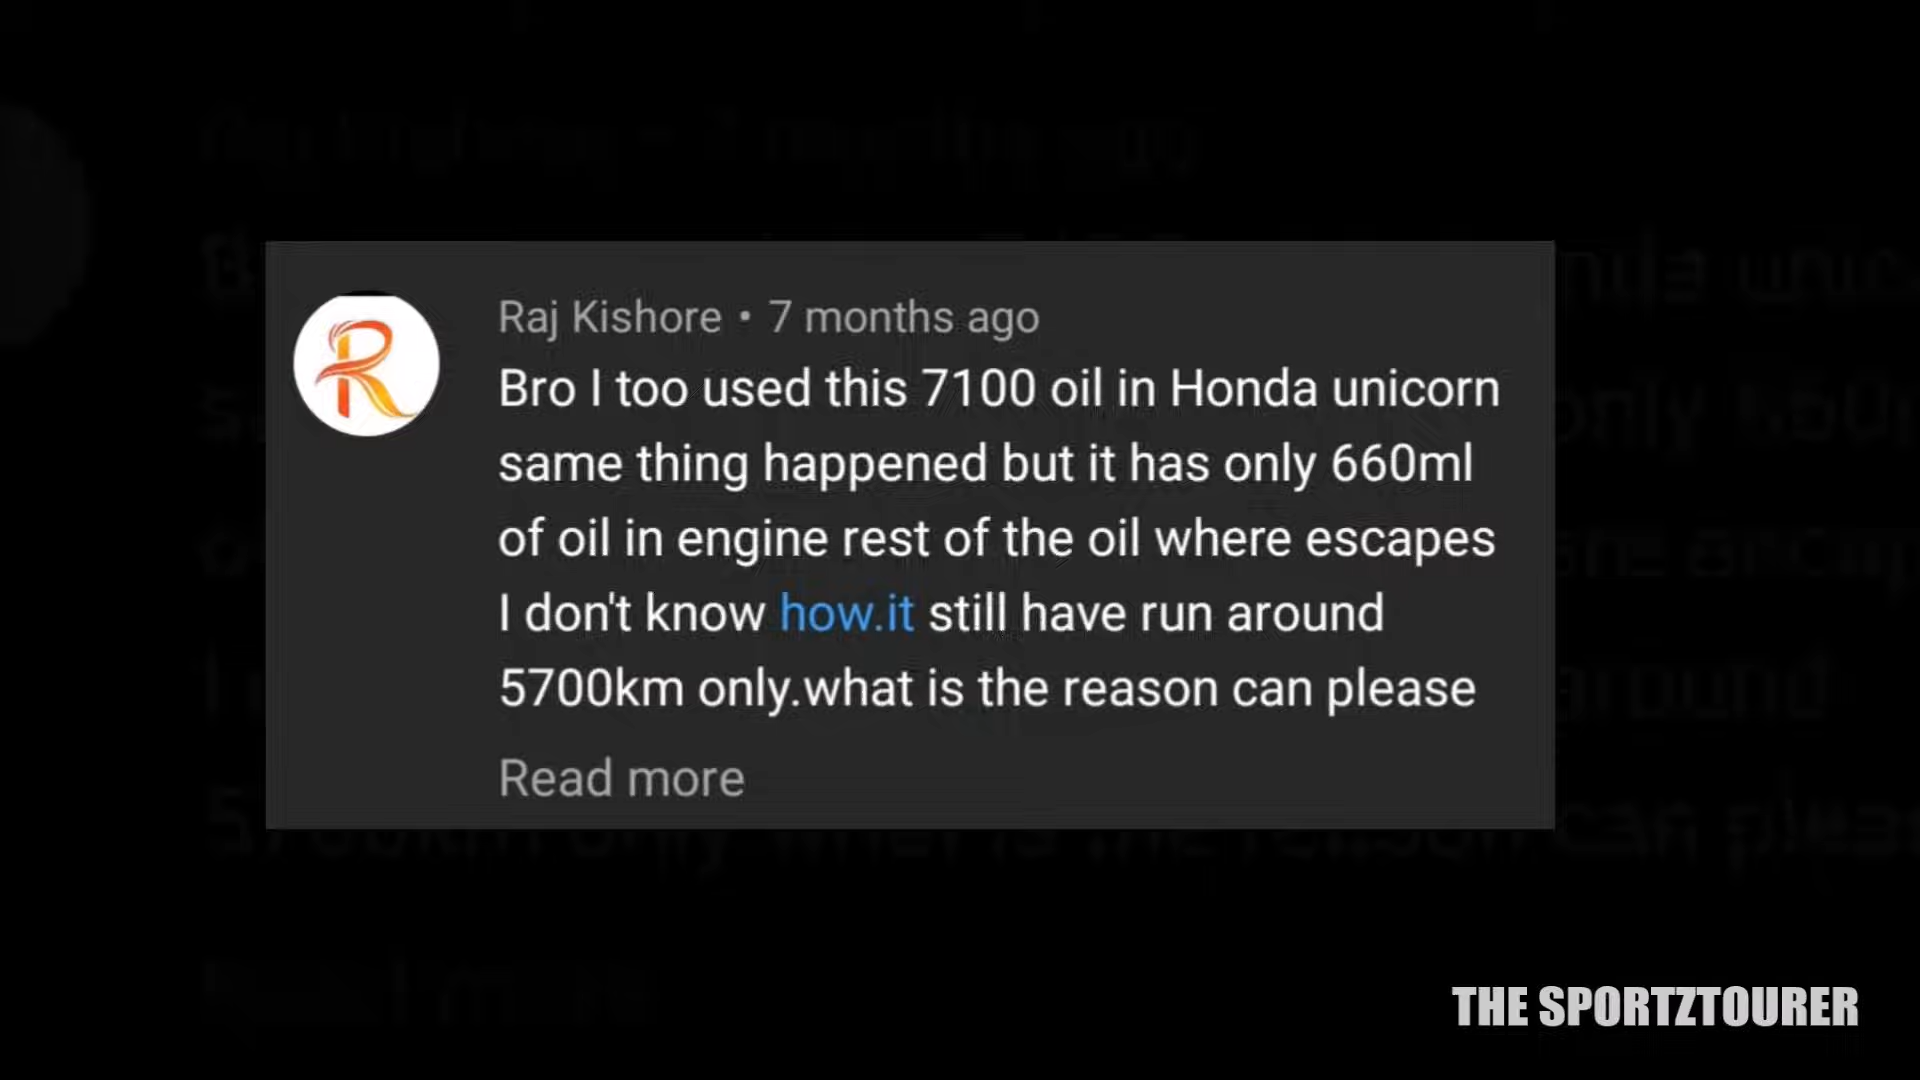 Raj Kishore • 7 months ago
Bro I too used this 7100 oil in Honda unicorn
same thing happened but it has only 660ml
of oil in engine rest of the oil where escapes
I don't know how.it still have run around
5700km only.what is the reason can please
Read more
THE SPORTZTOURER